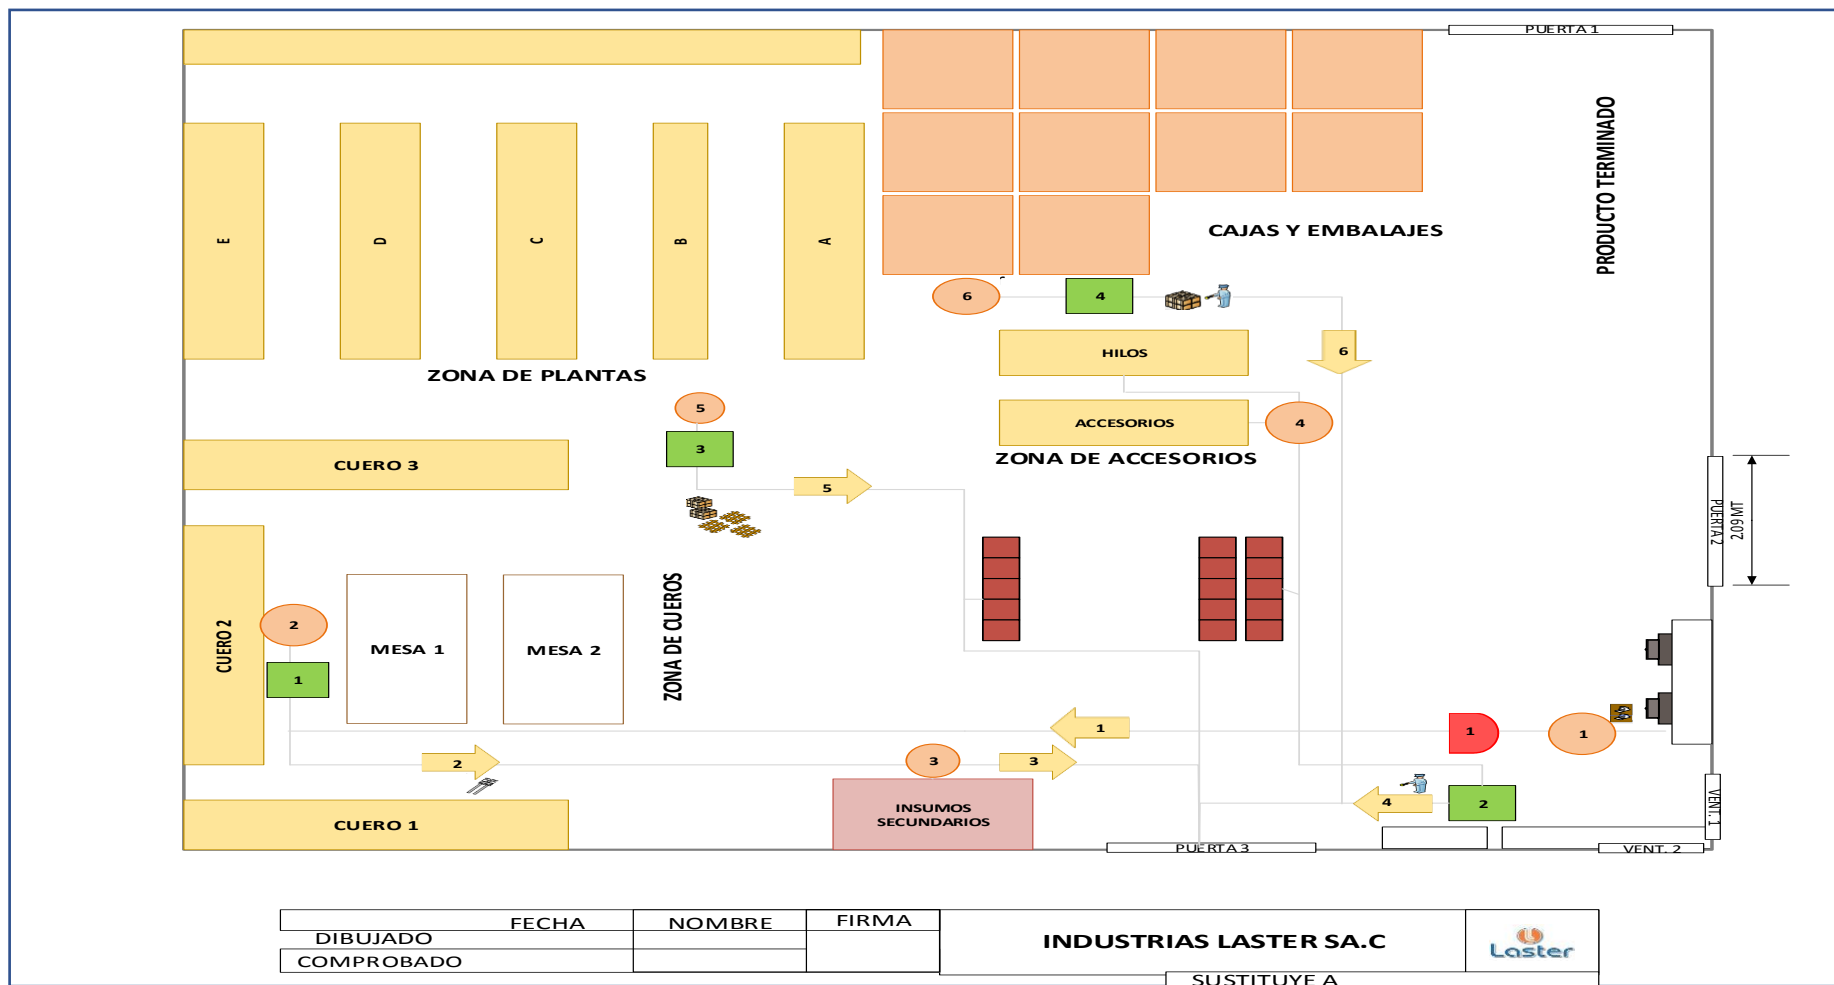 PUERTA 1
PRODUCTO TERMINADO
E
D
C
B
A
CAJAS Y EMBALAJES
6
4
HILOS
6
ZONA DE PLANTAS
5
ACCESORIOS
4
3
ZONA DE ACCESORIOS
CUERO 3
5
PUERTA 2
2.09 MT
CUERO 2
2
MESA 1
MESA 2
ZONA DE CUEROS
1
1
1
1
2
3
3
4
2
INSUMOS
SECUNDARIOS
CUERO 1
VENT. 1
PUERTA 3
VENT. 2
FECHA
NOMBRE
FIRMA
DIBUJADO
COMPROBADO
INDUSTRIAS LASTER SA.C
Laster
SUSTITUYE A